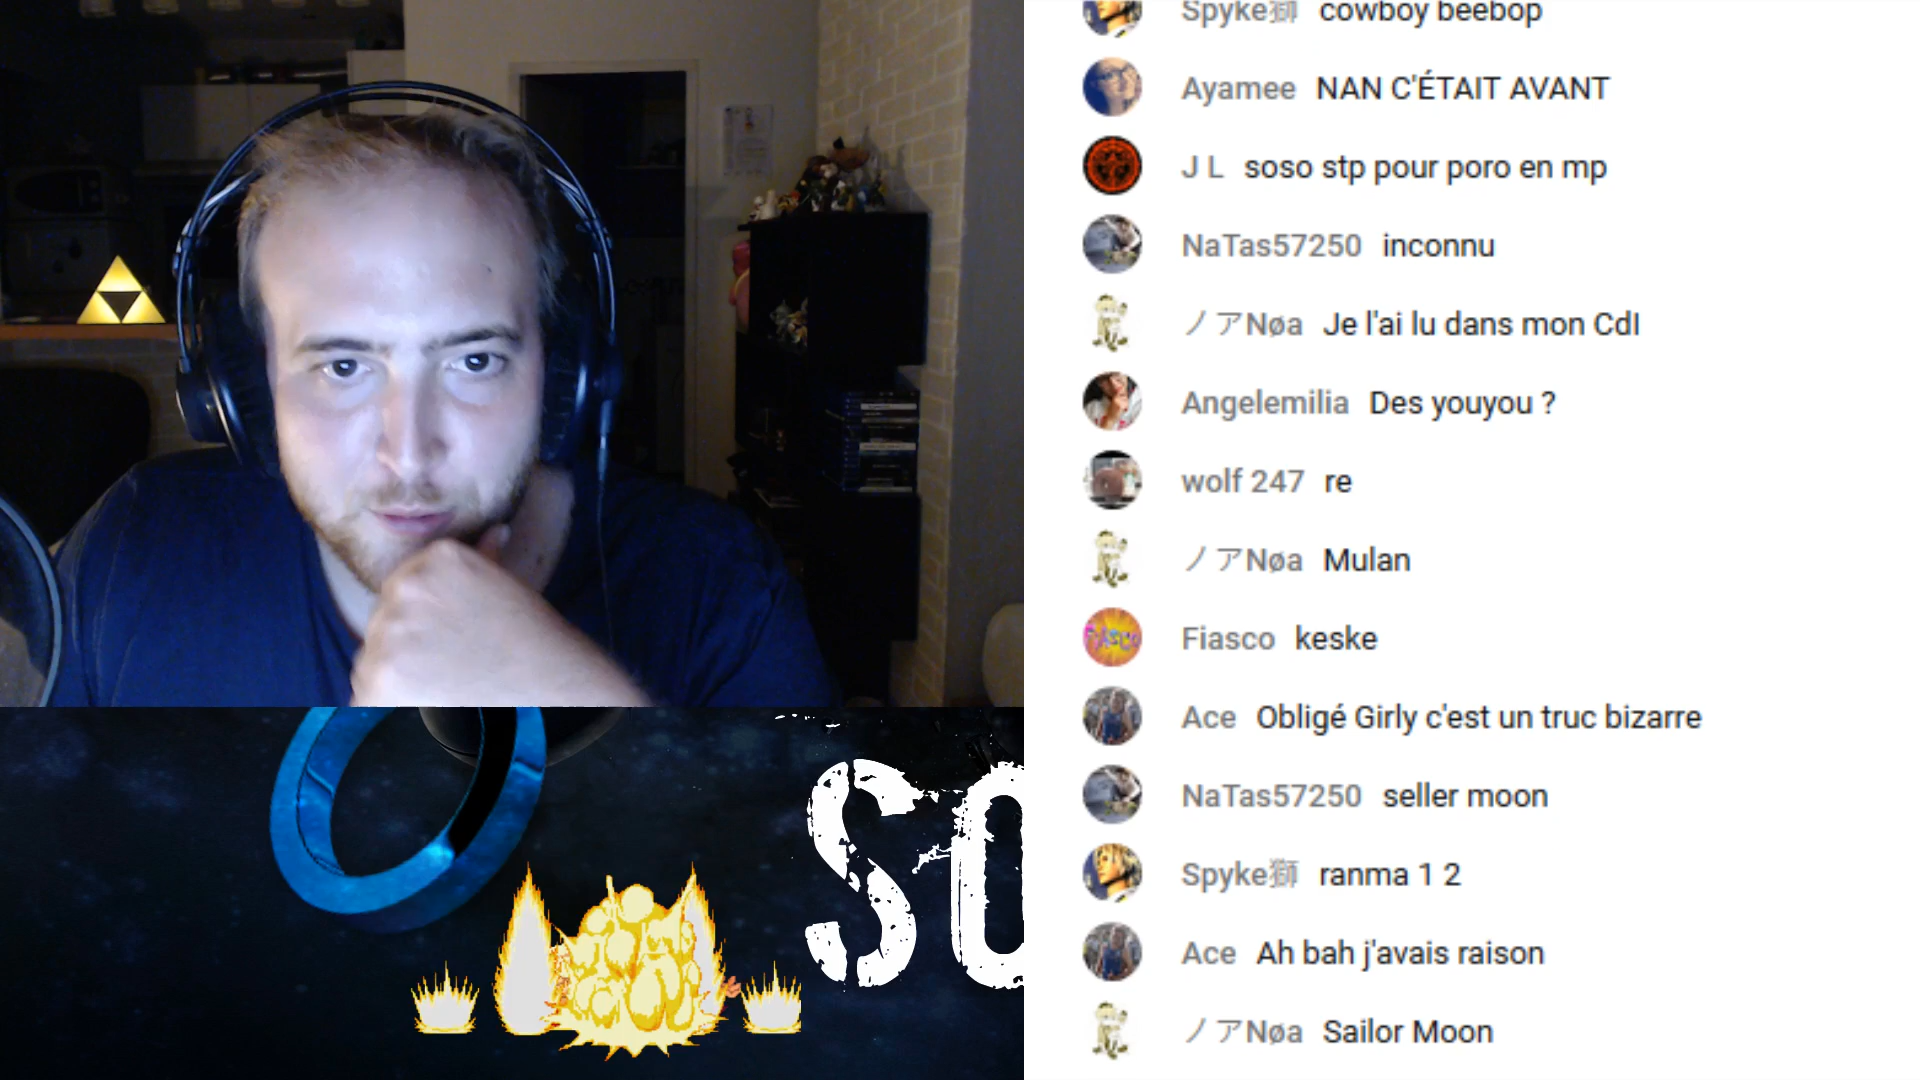 Spyke獅 cowboy beebop
Ayamee NAN C'ÉTAIT AVANT
J L soso stp pour poro en mp
NaTas57250 inconnu
ノアNøa Je l'ai lu dans mon CdI
Angelemilia Des youyou ?
wolf 247 re
ノアNøa Mulan
Fiasco keske
Ace Obligé Girly c'est un truc bizarre
NaTas57250 seller moon
Spyke獅 ranma 1 2
Ace Ah bah j'avais raison
ノアNøa Sailor Moon
SO